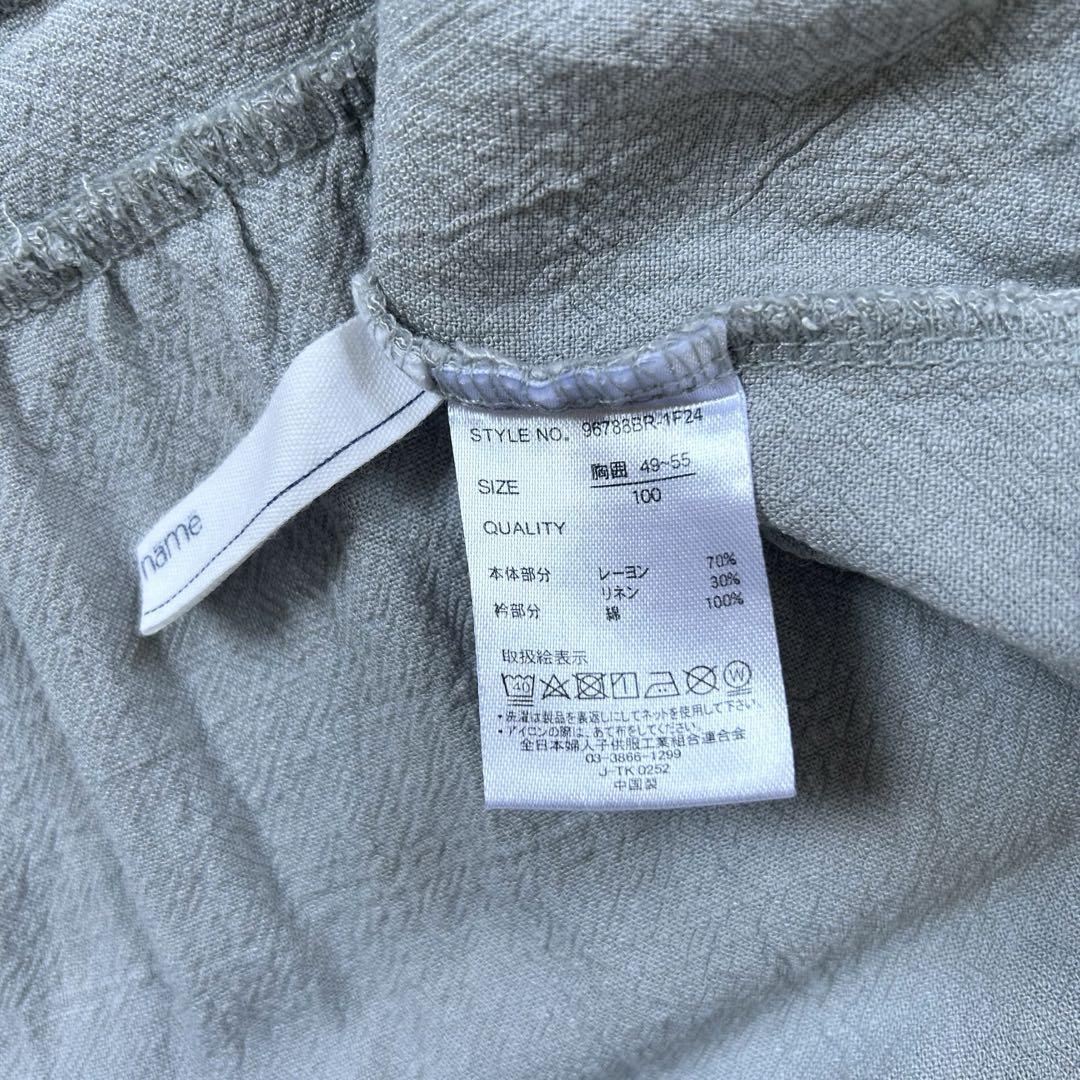 name
STYLE NO. 96788BR-1F24
SIZE 胸囲 49~55
100
QUALITY
本体部分 レーヨン 70%
リネン 30%
衿部分 綿 100%
取扱絵表示
40 W
・洗濯は製品を裏返しにしてネットを使用して下さい。
・アイロンの際は、あて布をしてください。
全日本婦人子供服工業組合連合会
03-3866-1299
J-TK 0252
中国製